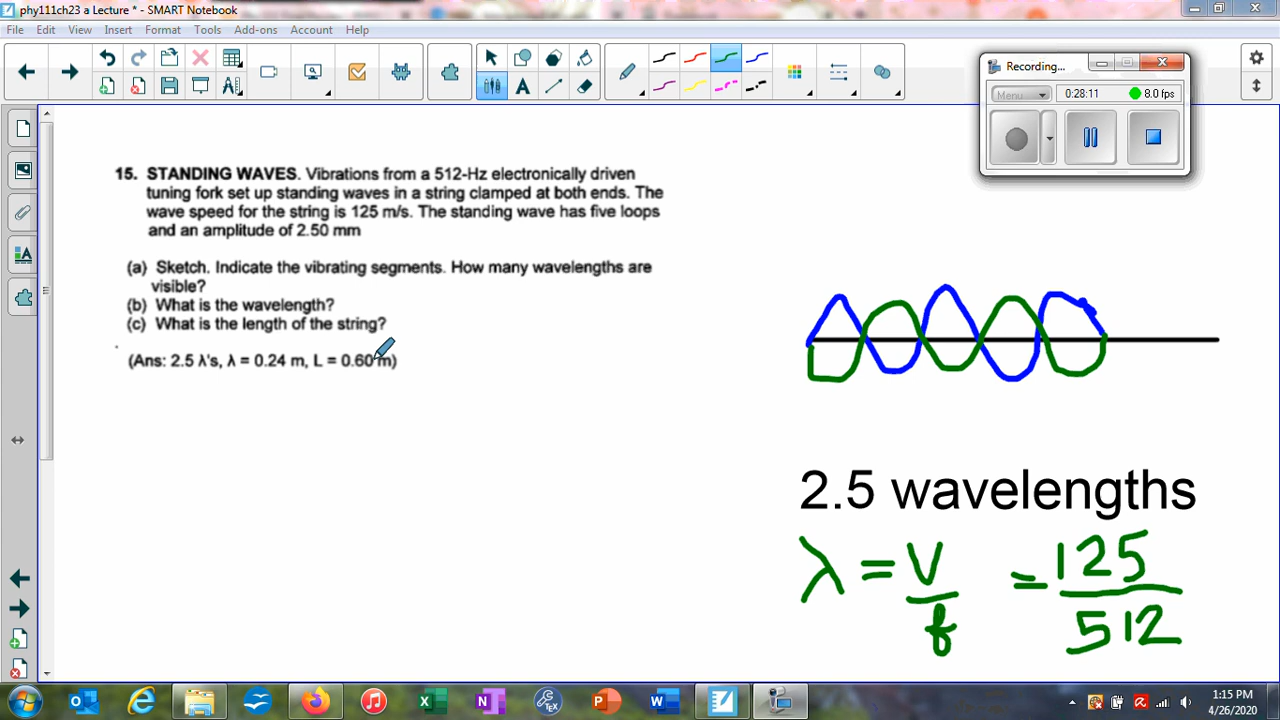 phy111ch23 a Lecture * - SMART Notebook
File Edit View Insert Format Tools Add-ons Account Help
Recording...
Menu 0:28:11 8.0 fps
15. STANDING WAVES. Vibrations from a 512-Hz electronically driven
tuning fork set up standing waves in a string clamped at both ends. The
wave speed for the string is 125 m/s. The standing wave has five loops
and an amplitude of 2.50 mm
(a) Sketch. Indicate the vibrating segments. How many wavelengths are
visible?
(b) What is the wavelength?
(c) What is the length of the string?
(Ans: 2.5 λ's, λ = 0.24 m, L = 0.60 m)
2.5 wavelengths
λ = V/f = 125/512
1:15 PM
4/26/2020